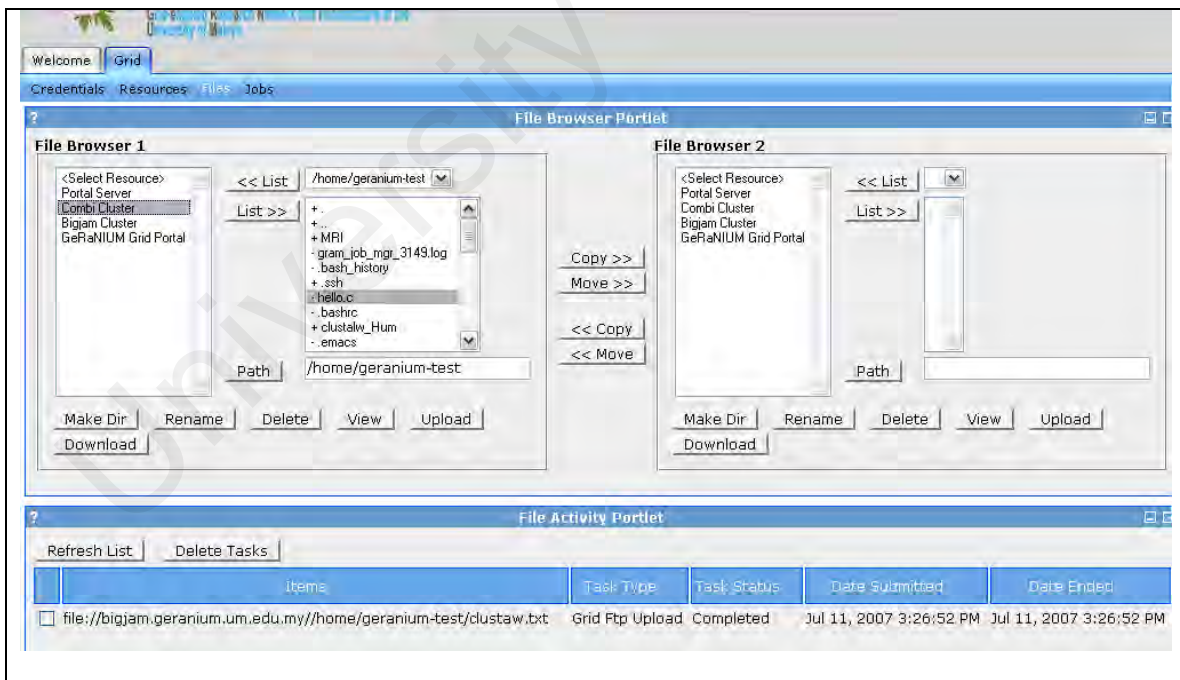 University of Malaya
Welcome Grid
Credentials Resources Files Jobs
? File Browser Portlet
File Browser 1
<Select Resource>
Portal Server
Combi Cluster
Bigjam Cluster
GeRaNIUM Grid Portal
<< List /home/geranium-test
List >>
+ .
+ ..
+ MRI
- gram_job_mgr_3149.log
- .bash_history
+ .ssh
- hello.c
- .bashrc
+ clustalw_Hum
- .emacs
Path /home/geranium-test
Make Dir Rename Delete View Upload
Download
Copy >>
Move >>
<< Copy
<< Move
File Browser 2
<Select Resource>
Portal Server
Combi Cluster
Bigjam Cluster
GeRaNIUM Grid Portal
<< List
List >>
Path
Make Dir Rename Delete View Upload
Download
? File Activity Portlet
Refresh List Delete Tasks
Items Task Type Task Status Date Submitted Date Ended
file://bigjam.geranium.um.edu.my//home/geranium-test/clustaw.txt Grid Ftp Upload Completed Jul 11, 2007 3:26:52 PM Jul 11, 2007 3:26:52 PM
University